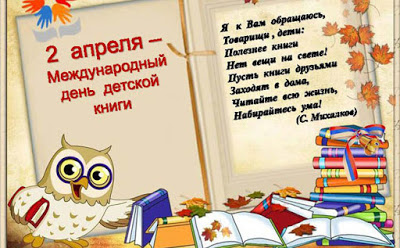 2 апреля –
Международный
день детской
книги
Я к Вам обращаюсь,
Товарищи , дети:
Полезнее книги
Нет вещи на свете!
Пусть книги друзьями
Заходят в дома,
Читайте всю жизнь,
Набирайтесь ума!
(С. Михалков)